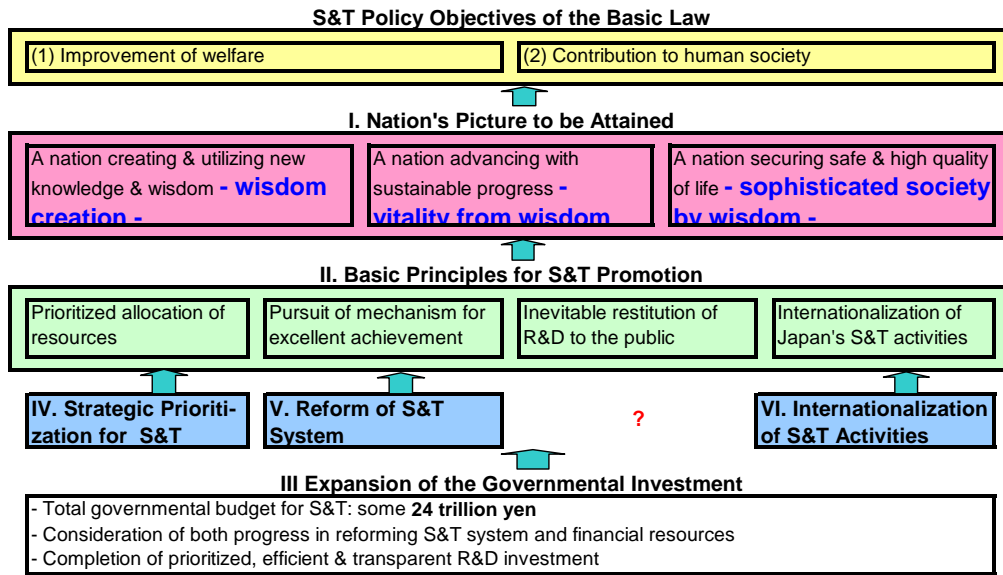 S&T Policy Objectives of the Basic Law
(1) Improvement of welfare
(2) Contribution to human society
I. Nation's Picture to be Attained
A nation creating & utilizing new
knowledge & wisdom - wisdom
creation -
A nation advancing with
sustainable progress -
vitality from wisdom
A nation securing safe & high quality
of life - sophisticated society
by wisdom -
II. Basic Principles for S&T Promotion
Prioritized allocation of
resources
Pursuit of mechanism for
excellent achievement
Inevitable restitution of
R&D to the public
Internationalization of
Japan's S&T activities
IV. Strategic Prioriti-
zation for S&T
V. Reform of S&T
System
?
VI. Internationalization
of S&T Activities
III Expansion of the Governmental Investment
- Total governmental budget for S&T: some 24 trillion yen
- Consideration of both progress in reforming S&T system and financial resources
- Completion of prioritized, efficient & transparent R&D investment